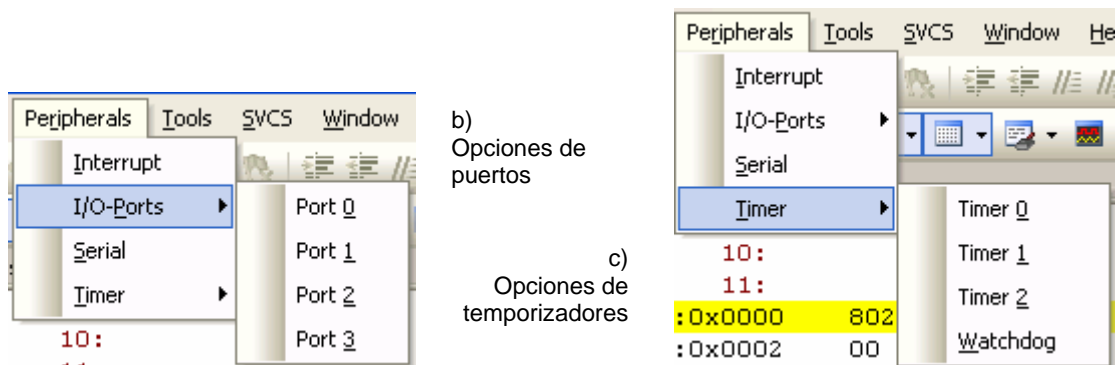 Peripherals Tools SVCS Window
Interrupt
I/O-Ports
Serial
Timer
Port 0
Port 1
Port 2
Port 3
10:
b)
Opciones de
puertos
c)
Opciones de
temporizadores
Peripherals Tools SVCS Window He
Interrupt
I/O-Ports
Serial
Timer
Timer 0
Timer 1
Timer 2
Watchdog
10:
11:
:0x0000 802
:0x0002 00